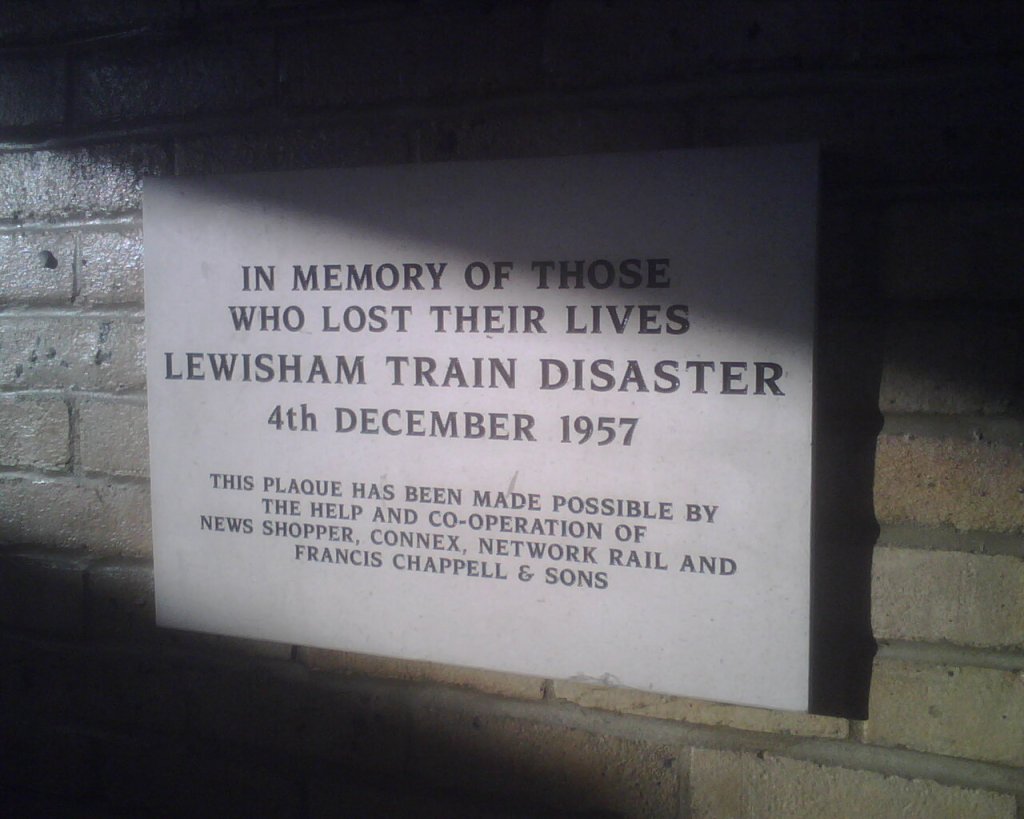 IN MEMORY OF THOSE
WHO LOST THEIR LIVES
LEWISHAM TRAIN DISASTER
4th DECEMBER 1957
THIS PLAQUE HAS BEEN MADE POSSIBLE BY
THE HELP AND CO-OPERATION OF
NEWS SHOPPER, CONNEX, NETWORK RAIL AND
FRANCIS CHAPPELL & SONS